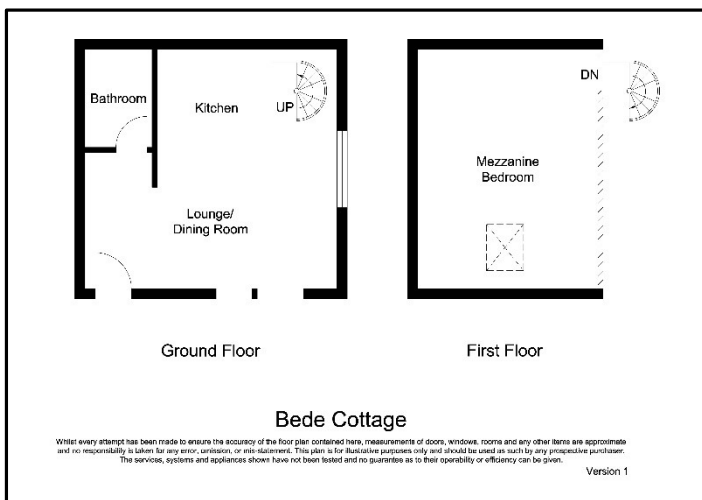 Bathroom
Kitchen
UP
Lounge/
Dining Room
DN
Mezzanine
Bedroom
Ground Floor
First Floor
Bede Cottage
Whilst every attempt has been made to ensure the accuracy of the floor plan contained here, measurements of doors, windows, rooms and any other items are approximate
and no responsibility is taken for any error, omission, or mis-statement. This plan is for illustrative purposes only and should be used as such by any prospective purchaser.
The services, systems and appliances shown have not been tested and no guarantee as to their operability or efficiency can be given.
Version 1